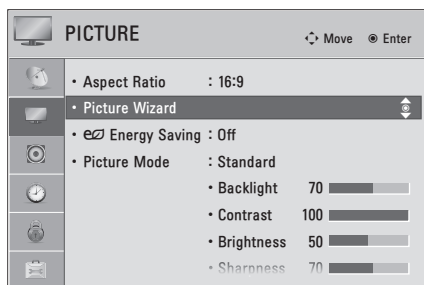 PICTURE
Move Enter
• Aspect Ratio : 16:9
• Picture Wizard
• Energy Saving : Off
• Picture Mode : Standard
• Backlight 70
• Contrast 100
• Brightness 50
• Sharpness 70